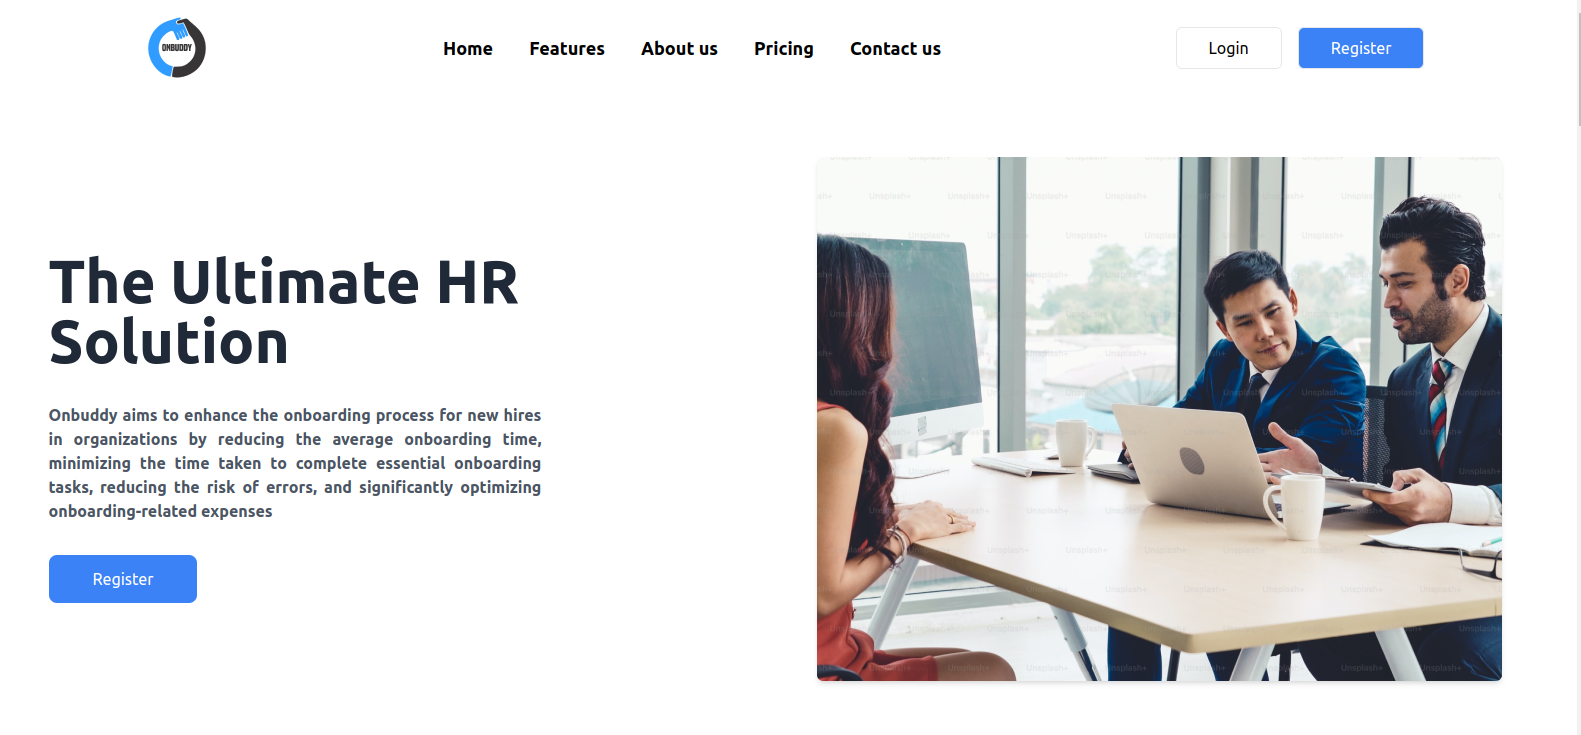 ONBUDDY
Home Features About us Pricing Contact us
Login Register
The Ultimate HR
Solution
Onbuddy aims to enhance the onboarding process for new hires
in organizations by reducing the average onboarding time,
minimizing the time taken to complete essential onboarding
tasks, reducing the risk of errors, and significantly optimizing
onboarding-related expenses
Register
Unsplash+